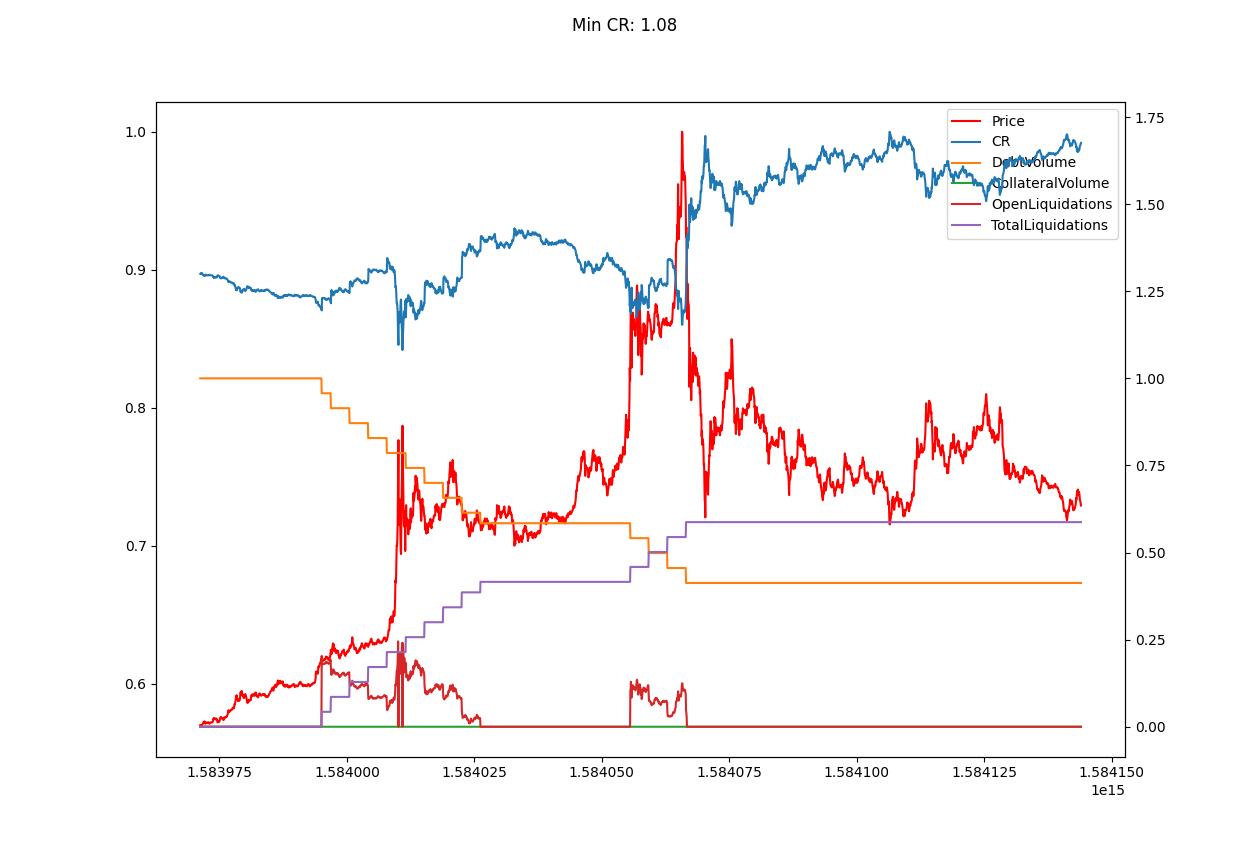 Min CR: 1.08
1.0
0.9
0.8
0.7
0.6
1.75
1.50
1.25
1.00
0.75
0.50
0.25
0.00
Price
CR
DebtVolume
CollateralVolume
OpenLiquidations
TotalLiquidations
1.583975 1.584000 1.584025 1.584050 1.584075 1.584100 1.584125 1.584150
1e15